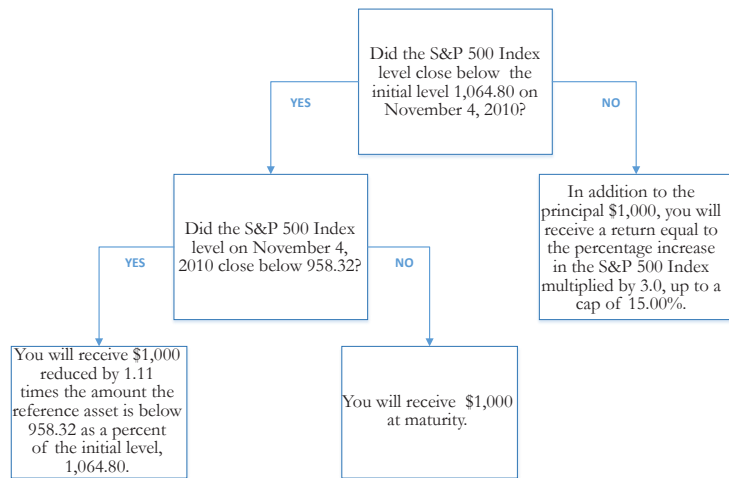 Did the S&P 500 Index
level close below the
initial level 1,064.80 on
November 4, 2010?
YES
NO
Did the S&P 500 Index
level on November 4,
2010 close below 958.32?
In addition to the
principal $1,000, you will
receive a return equal to
the percentage increase
in the S&P 500 Index
multiplied by 3.0, up to a
cap of 15.00%.
YES
NO
You will receive $1,000
reduced by 1.11
times the amount the
reference asset is below
958.32 as a percent
of the initial level,
1,064.80.
You will receive $1,000
at maturity.